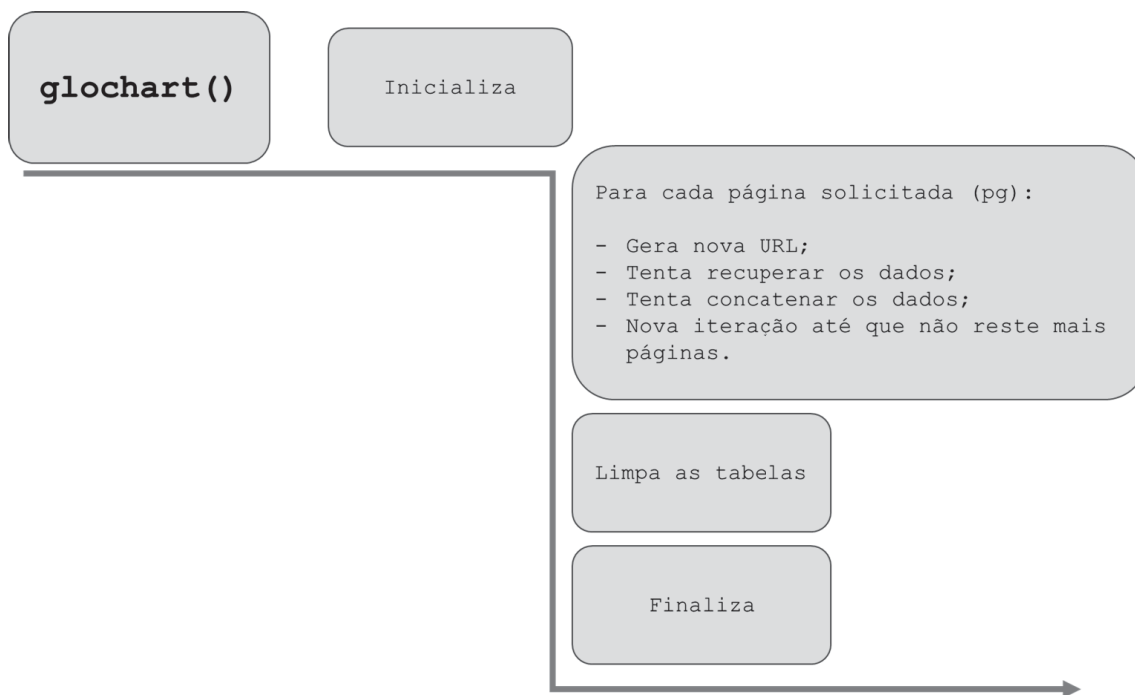 glochart()
Inicializa
Para cada página solicitada (pg):
- Gera nova URL;
- Tenta recuperar os dados;
- Tenta concatenar os dados;
- Nova iteração até que não reste mais
páginas.
Limpa as tabelas
Finaliza